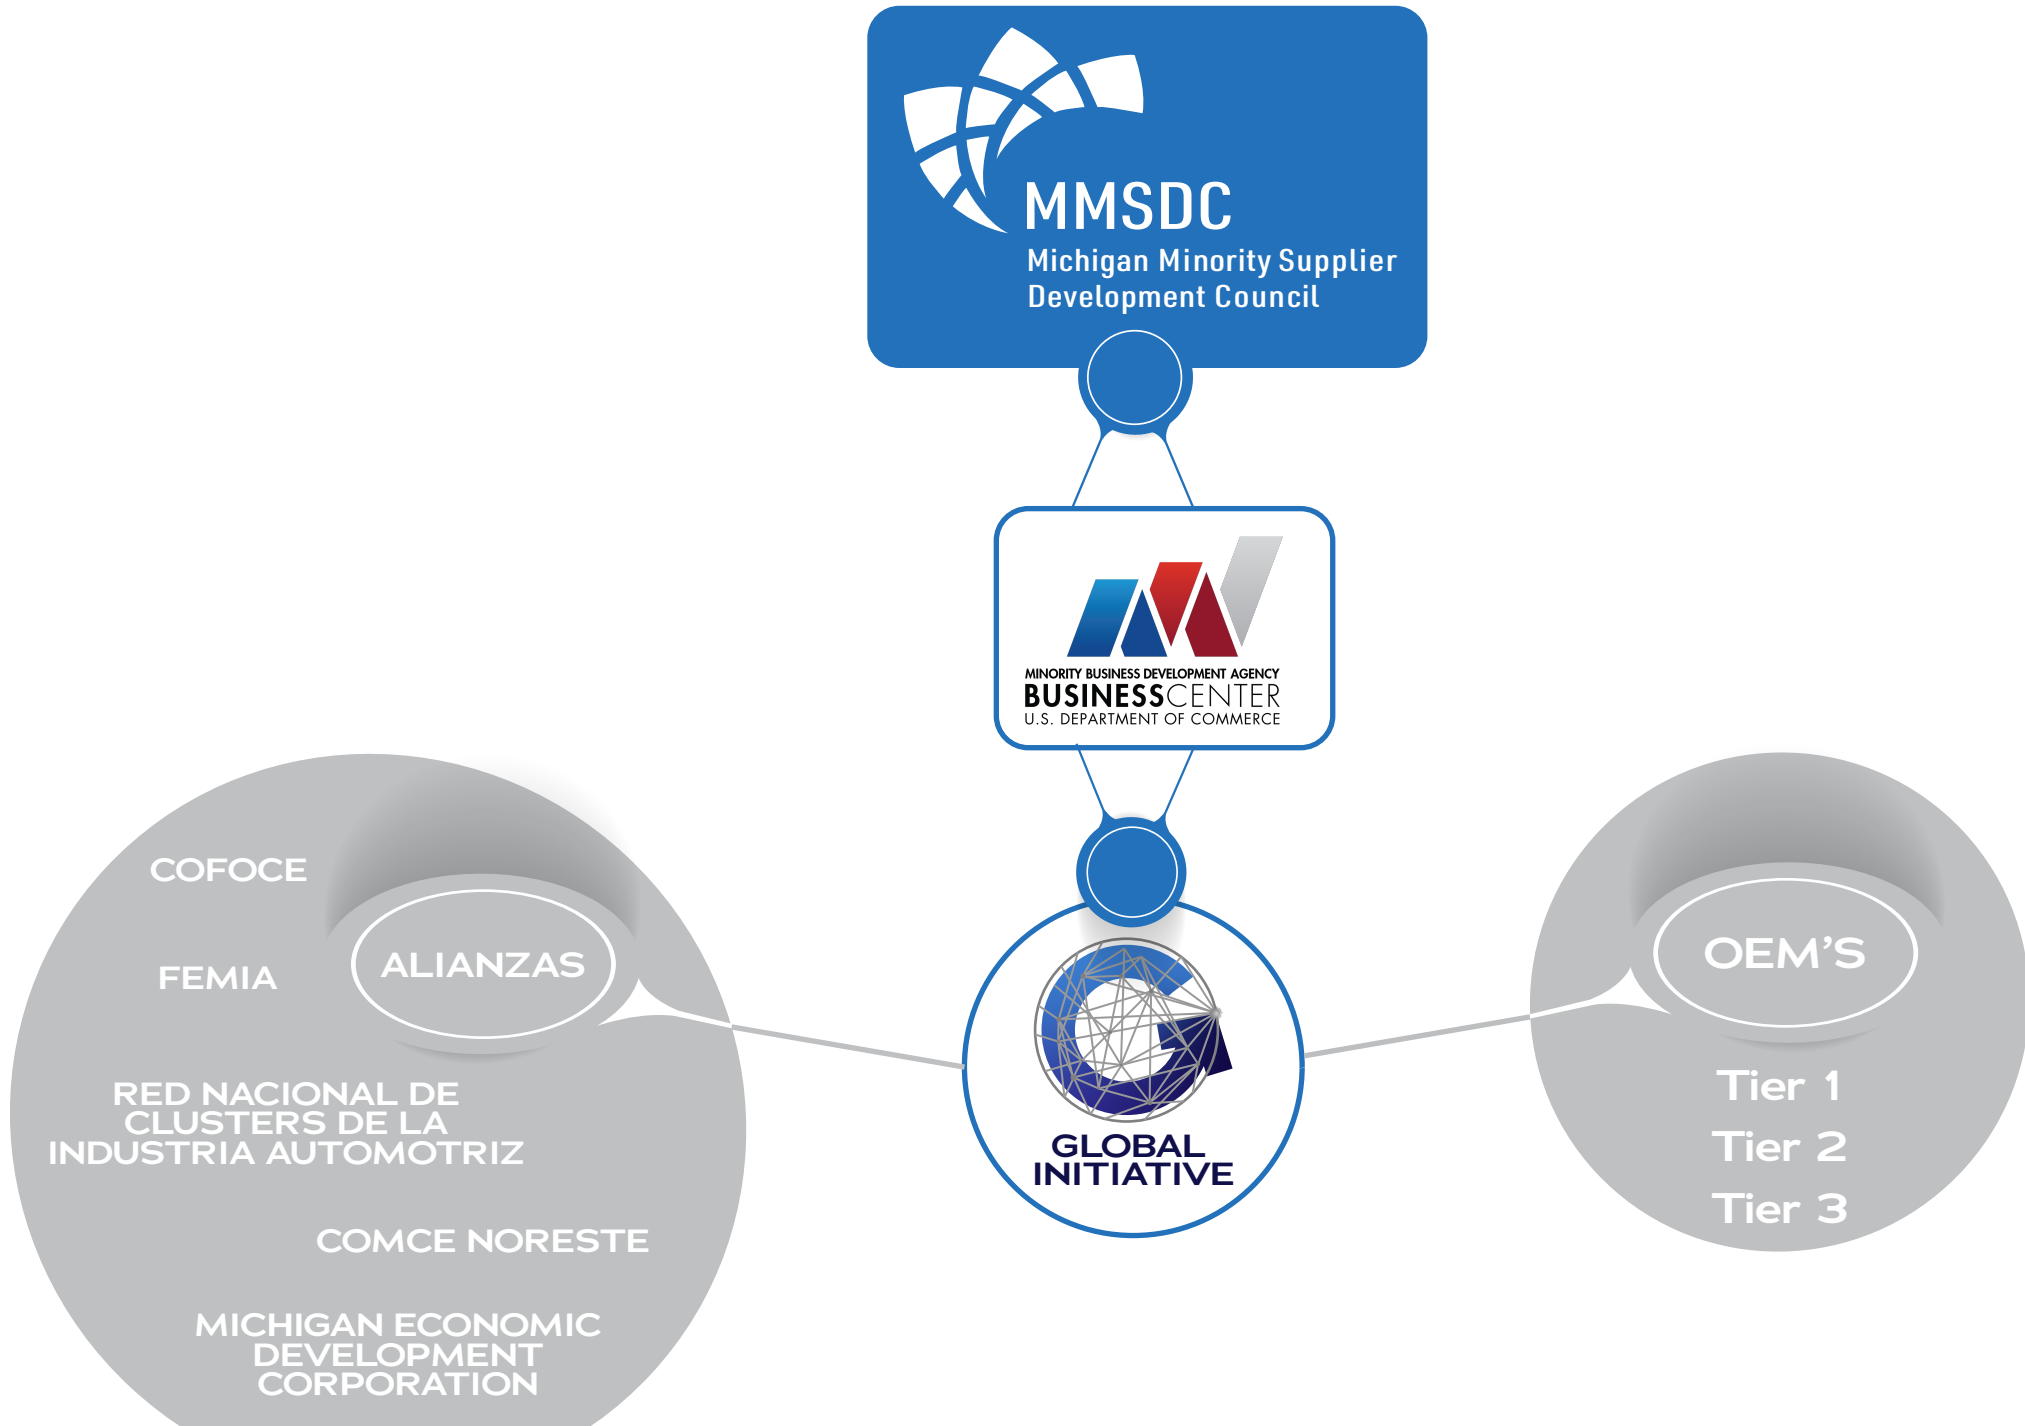 MMSDC
Michigan Minority Supplier
Development Council
MINORITY BUSINESS DEVELOPMENT AGENCY
BUSINESSCENTER
U.S. DEPARTMENT OF COMMERCE
GLOBAL
INITIATIVE
ALIANZAS
COFOCE
FEMIA
RED NACIONAL DE
CLUSTERS DE LA
INDUSTRIA AUTOMOTRIZ
COMCE NORESTE
MICHIGAN ECONOMIC
DEVELOPMENT
CORPORATION
OEM'S
Tier 1
Tier 2
Tier 3